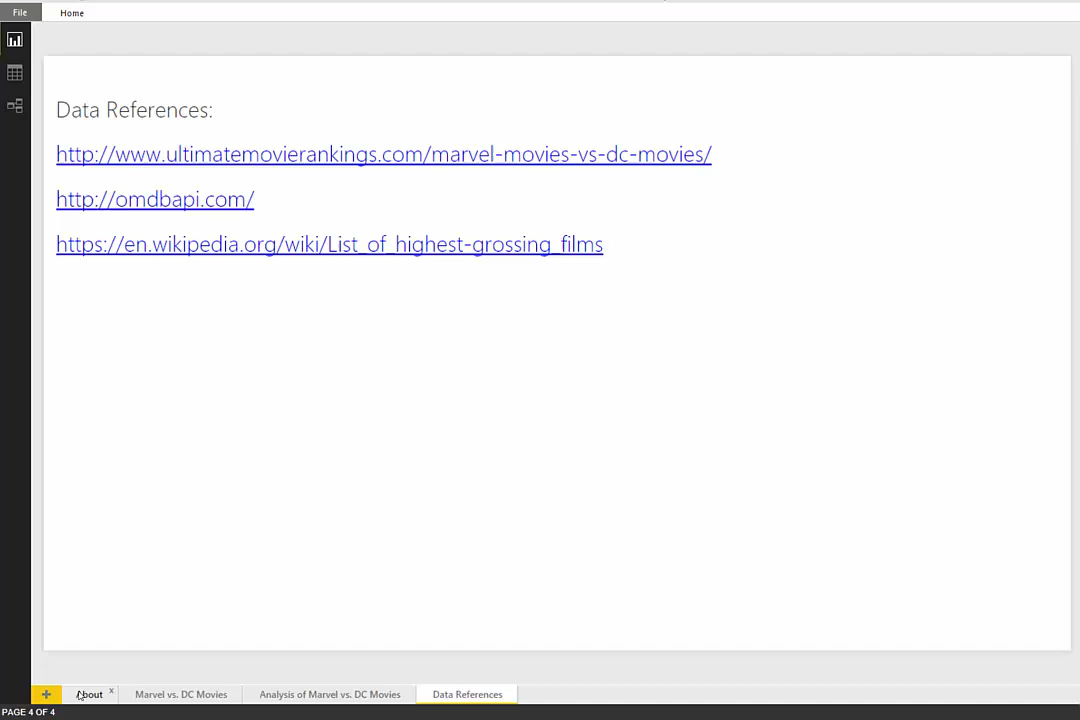 File Home
Data References:
http://www.ultimatemovierankings.com/marvel-movies-vs-dc-movies/
http://omdbapi.com/
https://en.wikipedia.org/wiki/List_of_highest-grossing_films
+ About x Marvel vs. DC Movies Analysis of Marvel vs. DC Movies Data References
PAGE 4 OF 4